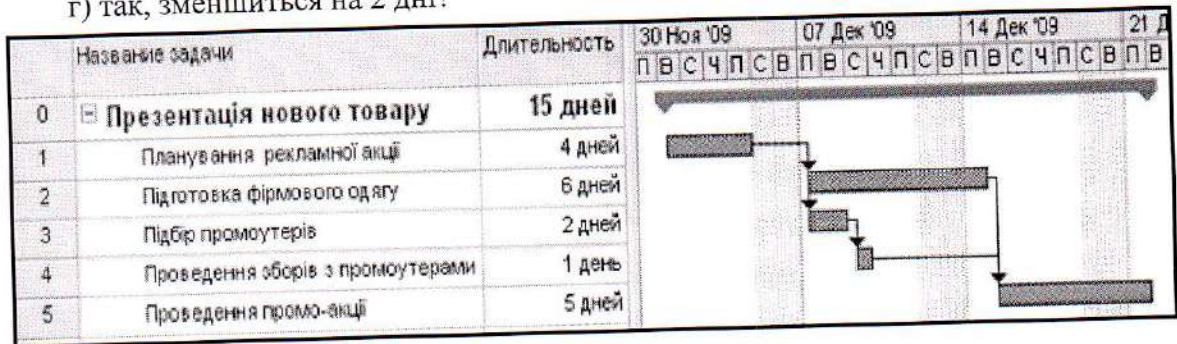 г) так, зменшиться на 2 дні?
Название задачи Длительность 30 Ноя '09 07 Дек '09 14 Дек '09 21 Д
П В С Ч П С В П В С Ч П С В П В С Ч П С В П В
0 Презентація нового товару 15 дней
1 Планування рекламної акції 4 дней
2 Підготовка фірмового одягу 6 дней
3 Підбір промоутерів 2 дней
4 Проведення зборів з промоутерами 1 день
5 Проведення промо-акції 5 дней